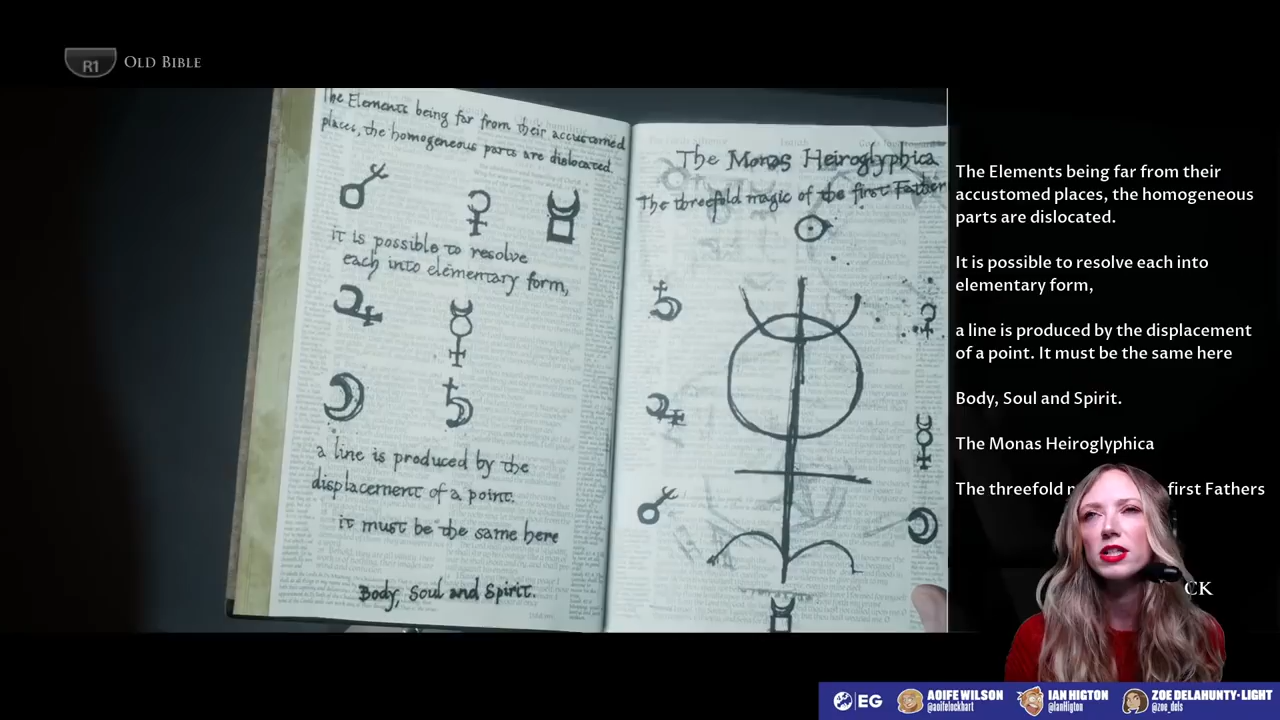 R1 OLD BIBLE
The Elements being far from their accustomed
places, the homogeneous parts are dislocated.
it is possible to resolve
each into elementary form,
a line is produced by the
displacement of a point.
it must be the same here
Body, Soul and Spirit.
The Monas Heiroglyphica
The threefold magic of the first Father
The Elements being far from their
accustomed places, the homogeneous
parts are dislocated.
It is possible to resolve each into
elementary form,
a line is produced by the displacement
of a point. It must be the same here
Body, Soul and Spirit.
The Monas Heiroglyphica
The threefold first Fathers
CK
EG AOIFE WILSON @aoifelockhart IAN HIGTON @IanHigton ZOE DELAHUNTY-LIGHT @zoe_dels